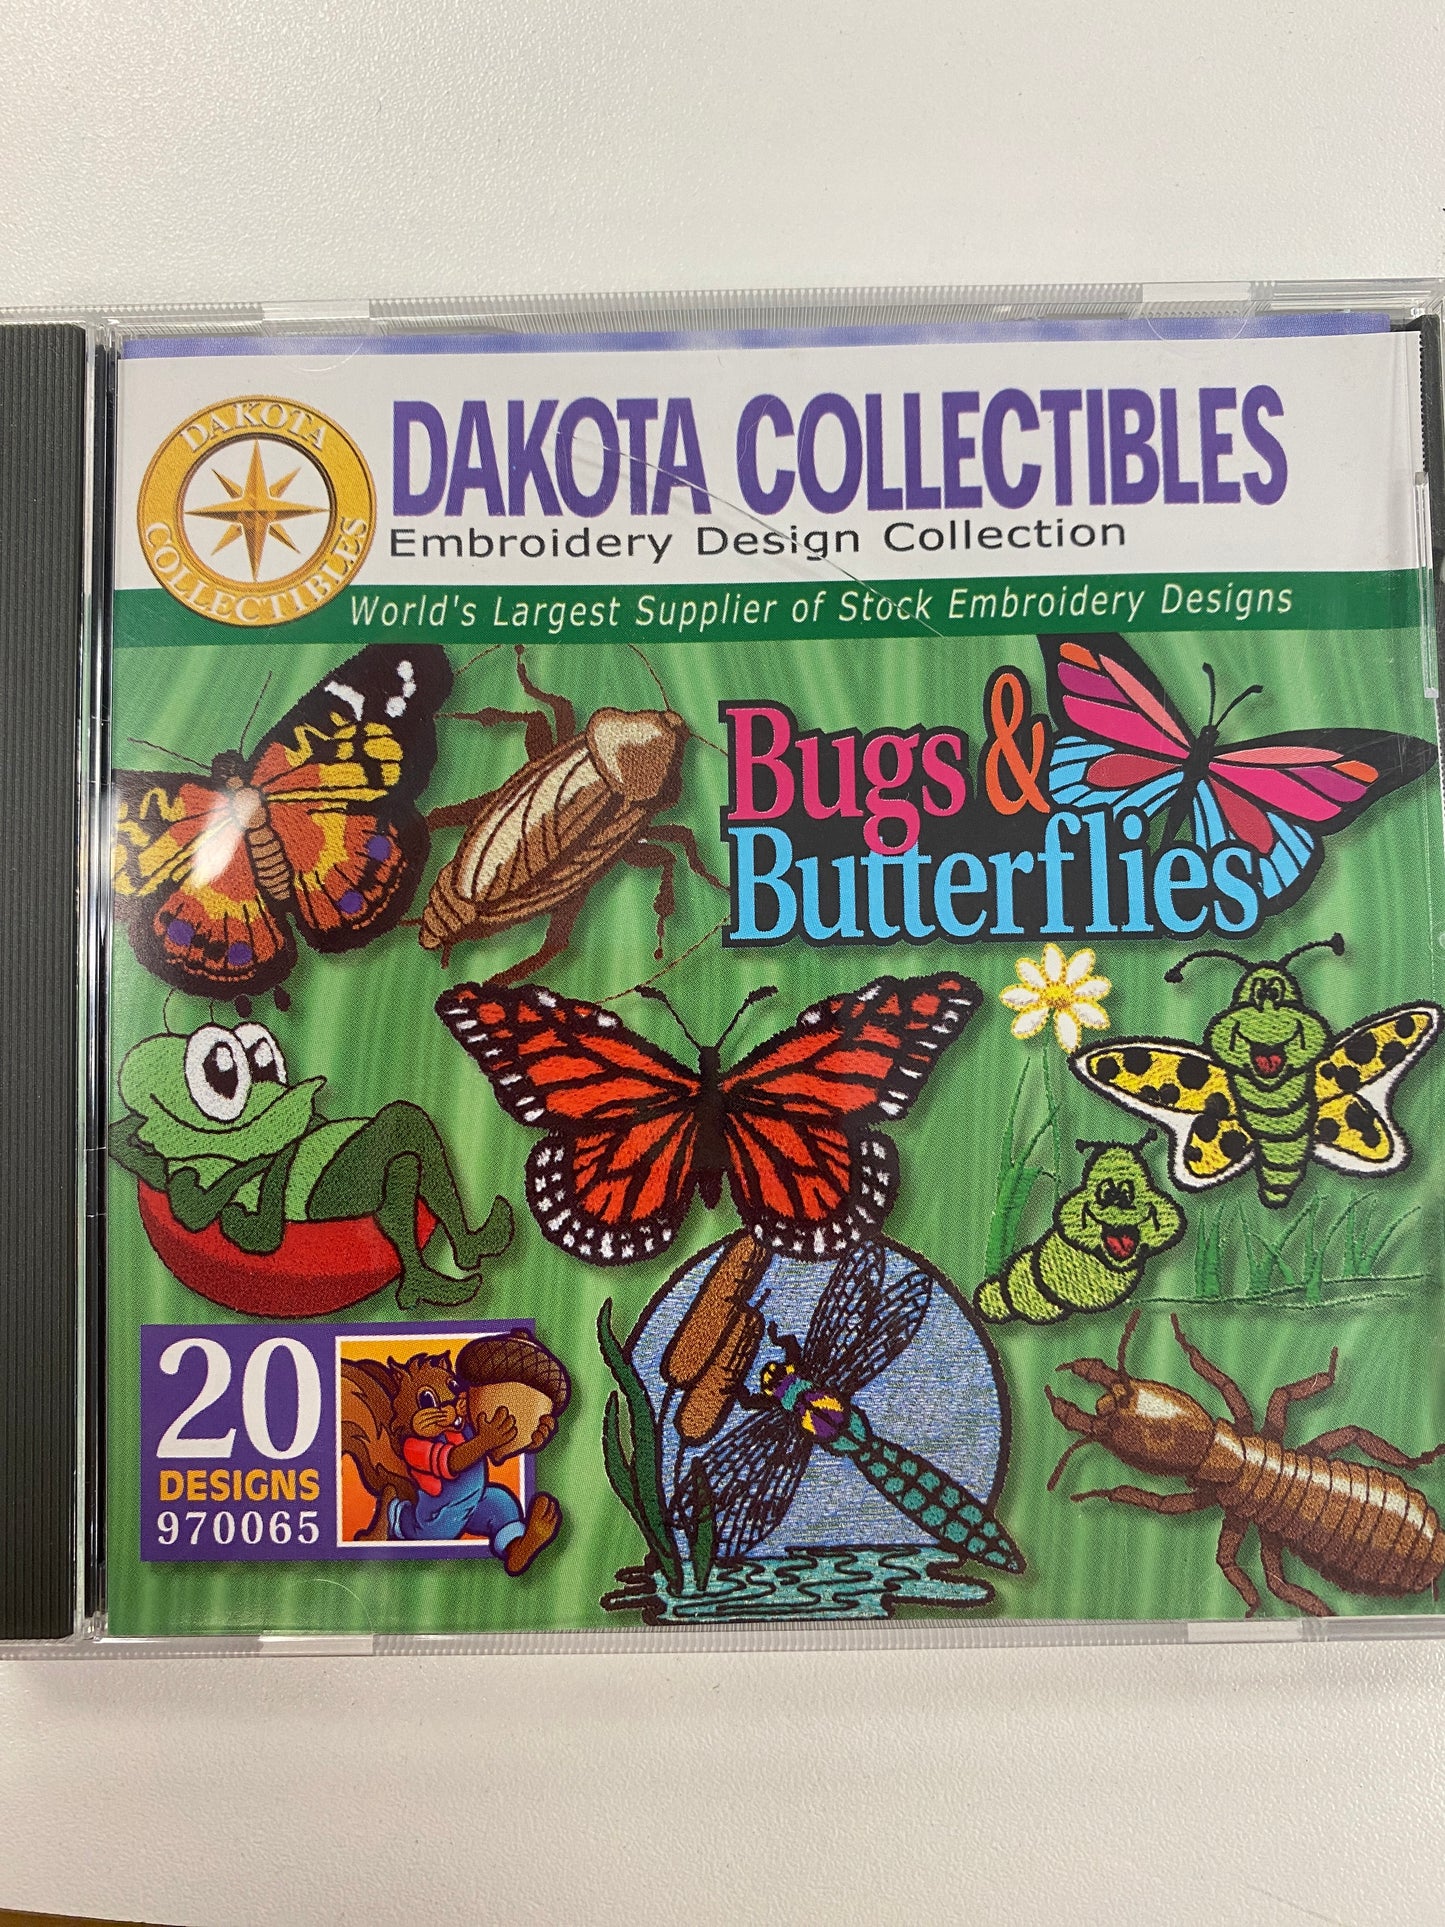 DAKOTA
COLLECTIBLES
DAKOTA COLLECTIBLES
Embroidery Design Collection
World's Largest Supplier of Stock Embroidery Designs
Bugs &
Butterflies
20
DESIGNS
970065